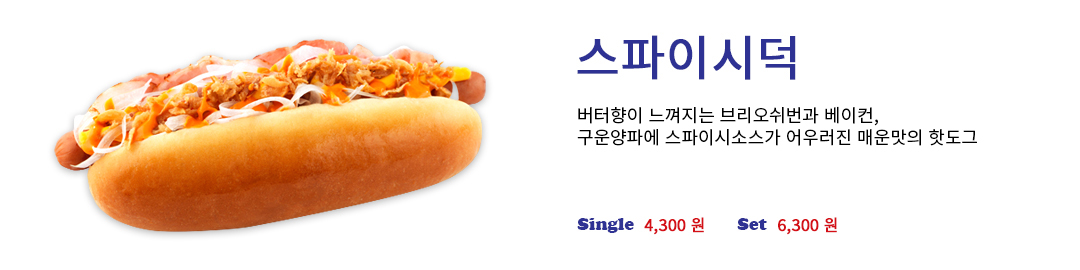 스파이시덕
버터향이 느껴지는 브리오쉬번과 베이컨,
구운양파에 스파이시소스가 어우러진 매운맛의 핫도그
Single 4,300 원 Set 6,300 원